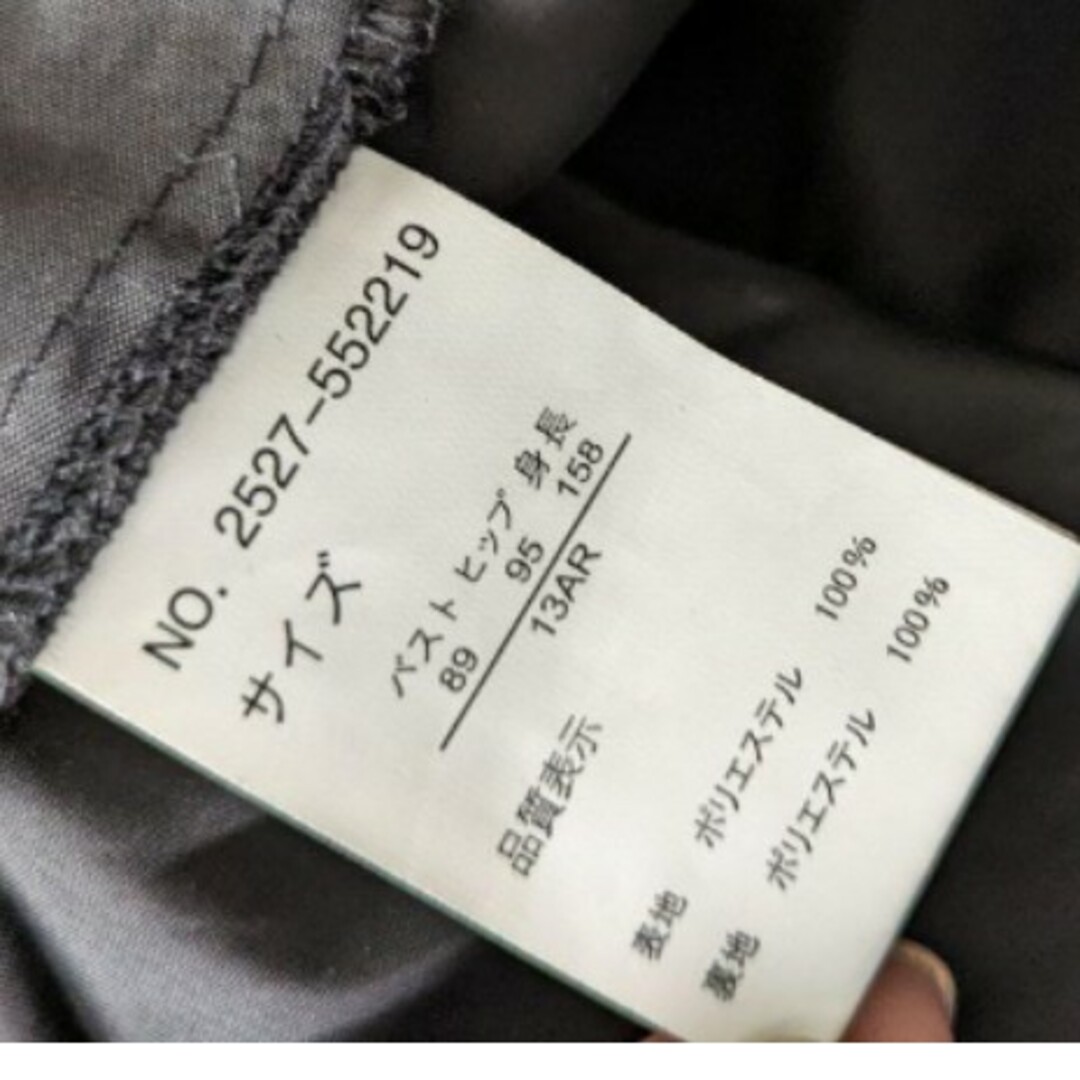 NO. 2527-552219
サイズ
バスト ヒップ 身長
89 95 158
13AR
品質表示
表地 ポリエステル 100%
裏地 ポリエステル 100%